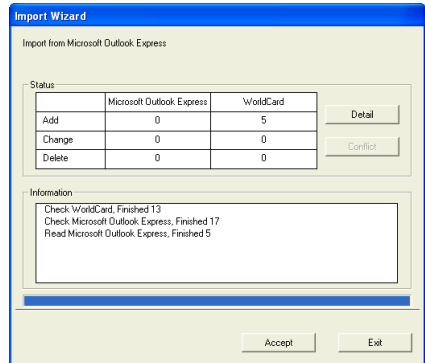 Import Wizard
Import from Microsoft Outlook Express
Status
Microsoft Outlook Express WorldCard
Add 0 5
Detail
Change 0 0
Conflict
Delete 0 0
Information
Check WorldCard, Finished 13
Check Microsoft Outlook Express, Finished 17
Read Microsoft Outlook Express, Finished 5
Accept Exit